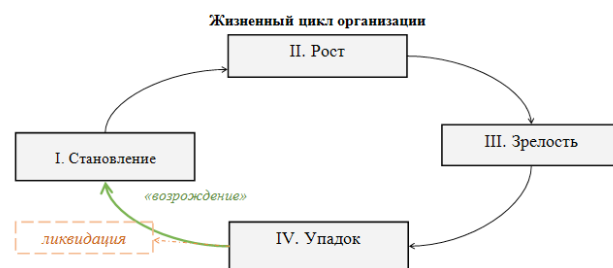 Жизненный цикл организации
II. Рост
III. Зрелость
I. Становление
«возрождение»
ликвидация
IV. Упадок